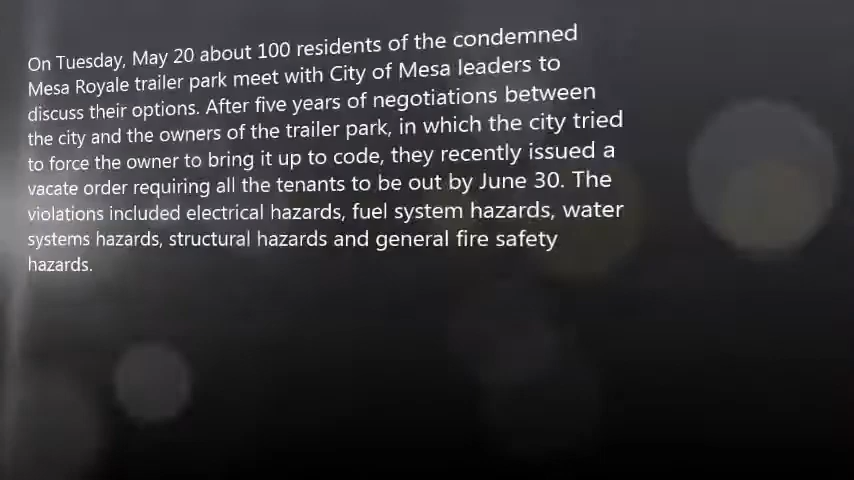 On Tuesday, May 20 about 100 residents of the condemned
Mesa Royale trailer park meet with City of Mesa leaders to
discuss their options. After five years of negotiations between
the city and the owners of the trailer park, in which the city tried
to force the owner to bring it up to code, they recently issued a
vacate order requiring all the tenants to be out by June 30. The
violations included electrical hazards, fuel system hazards, water
systems hazards, structural hazards and general fire safety
hazards.